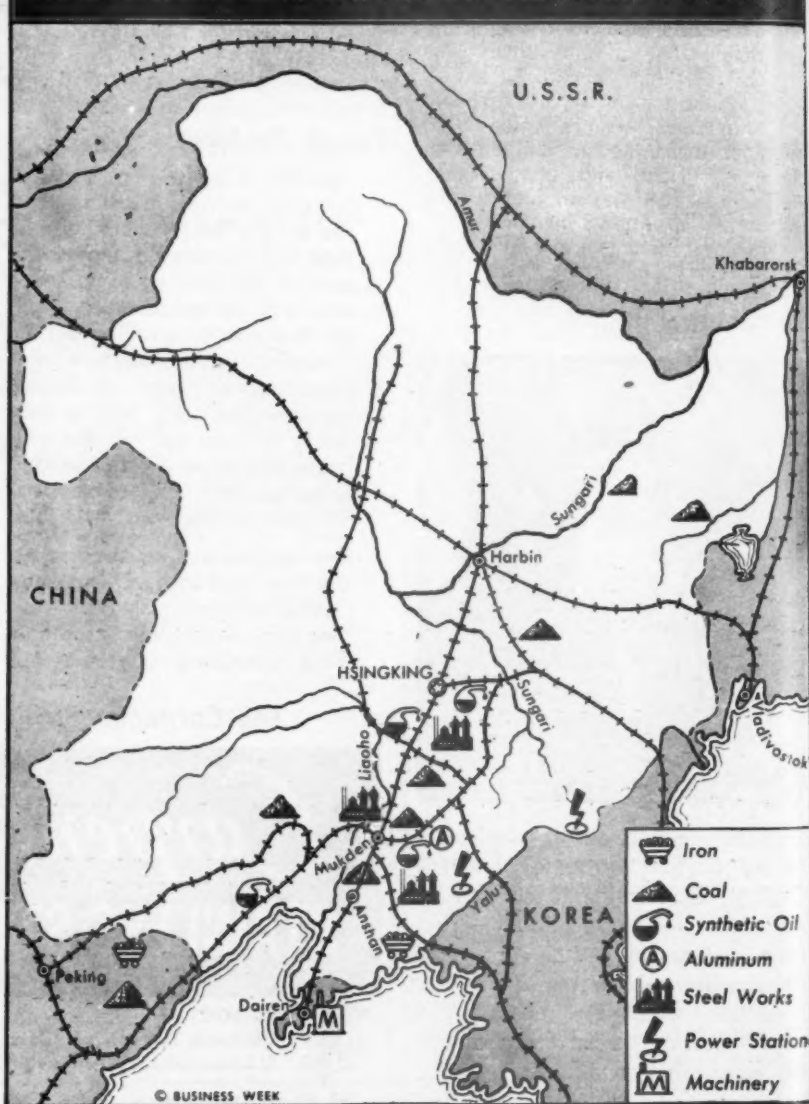 U.S.S.R.
Amur
Khabarorsk
Sungari
Harbin
CHINA
HSINGKING
Sungari
Liaoho
Vladivostok
Mukden
A
Yalu
KOREA
Anshan
Peking
Dairen
M
Iron
Coal
Synthetic Oil
A Aluminum
Steel Works
Power Station
M Machinery
© BUSINESS WEEK